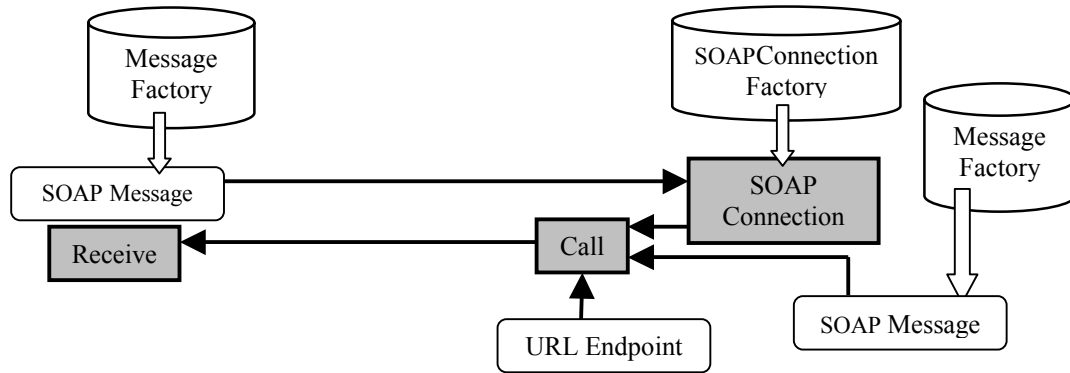 Message
Factory
SOAPConnection
Factory
Message
Factory
SOAP Message
SOAP
Connection
Receive
Call
URL Endpoint
SOAP Message